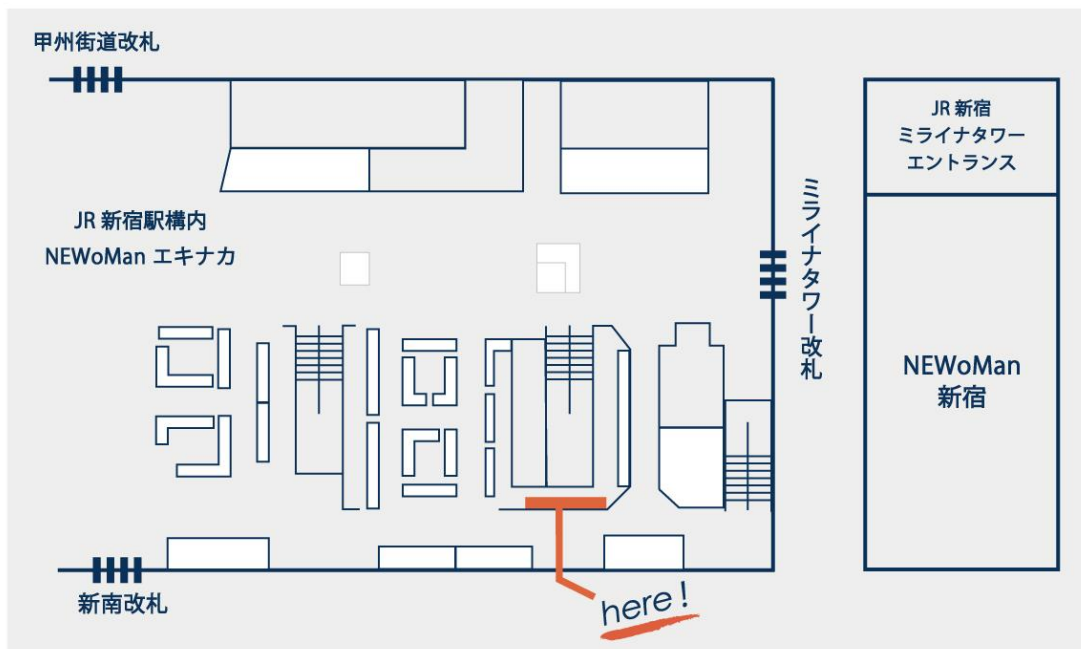 甲州街道改札
JR 新宿
ミライナタワー
エントランス
JR 新宿駅構内
NEWoMan エキナカ
ミライナタワー改札
NEWoMan
新宿
新南改札
here!